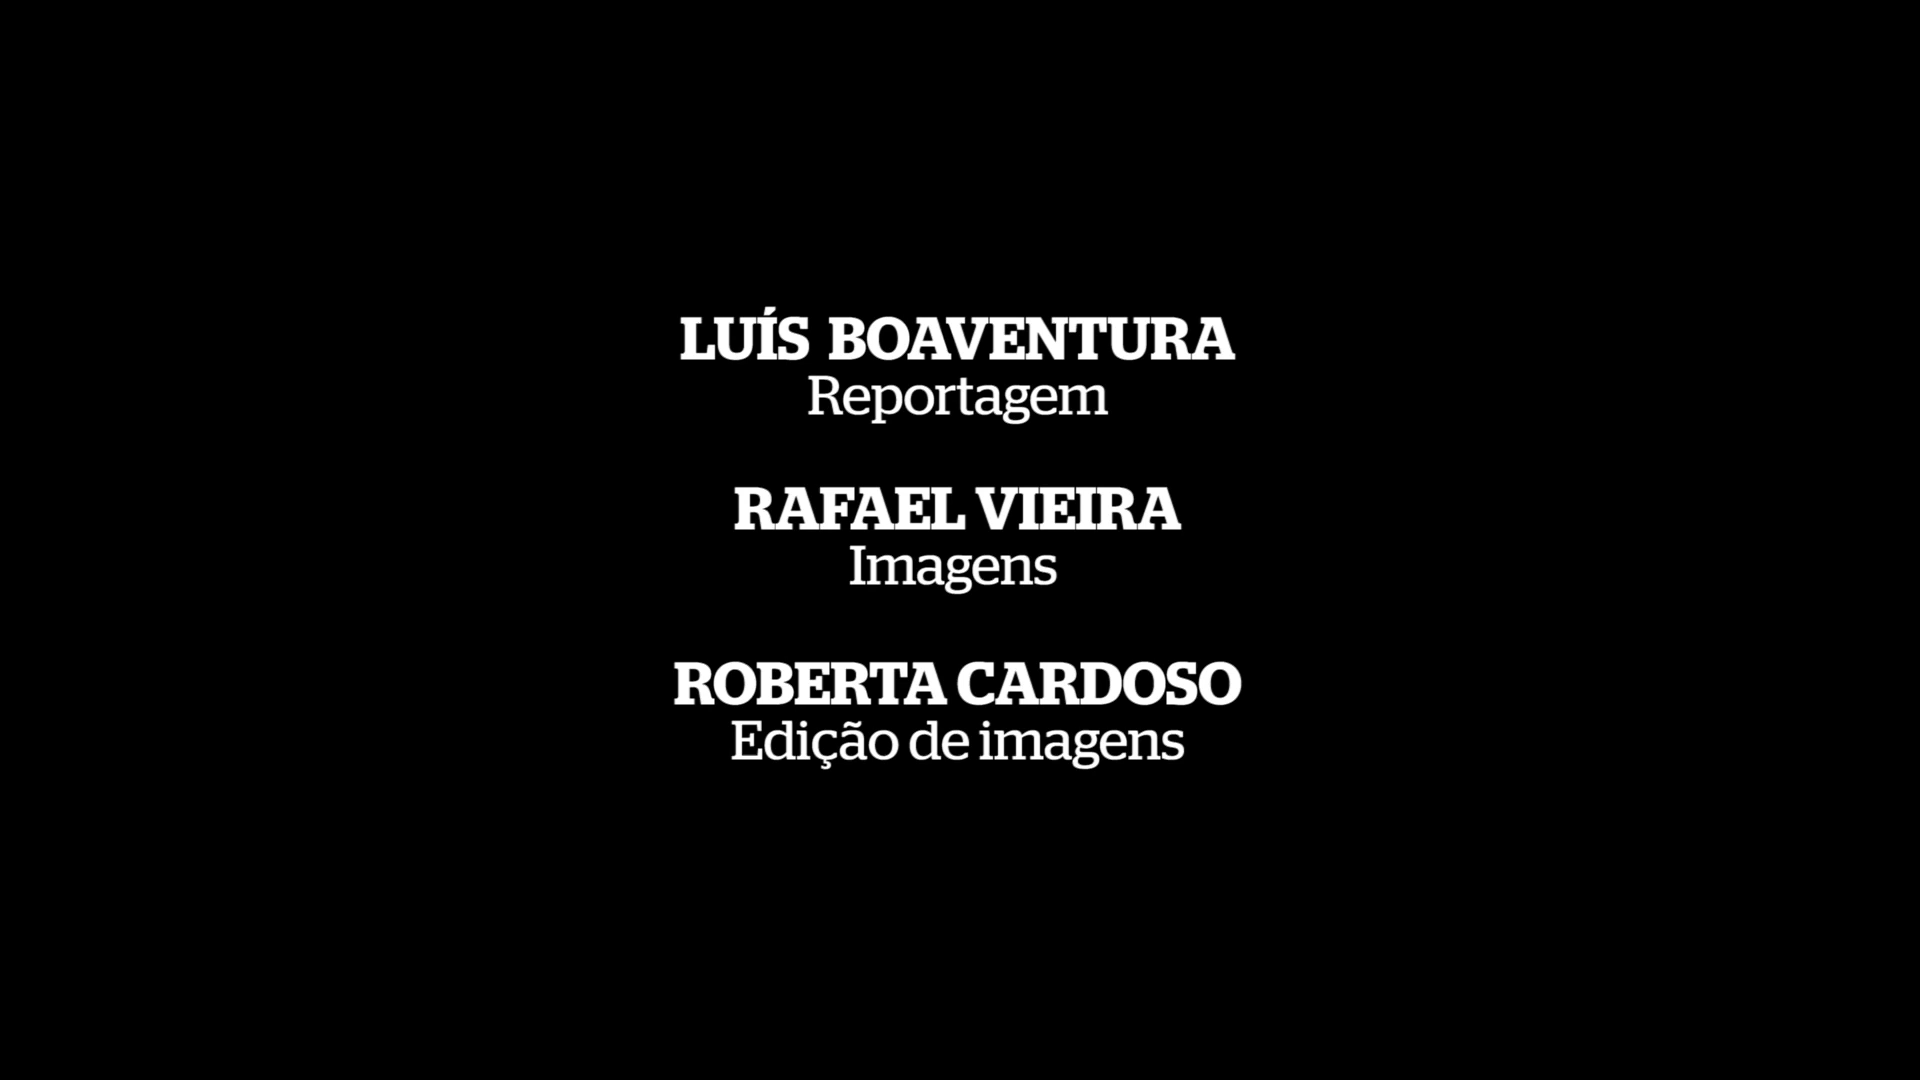 LUÍS BOAVENTURA
Reportagem
RAFAEL VIEIRA
Imagens
ROBERTA CARDOSO
Edição de imagens